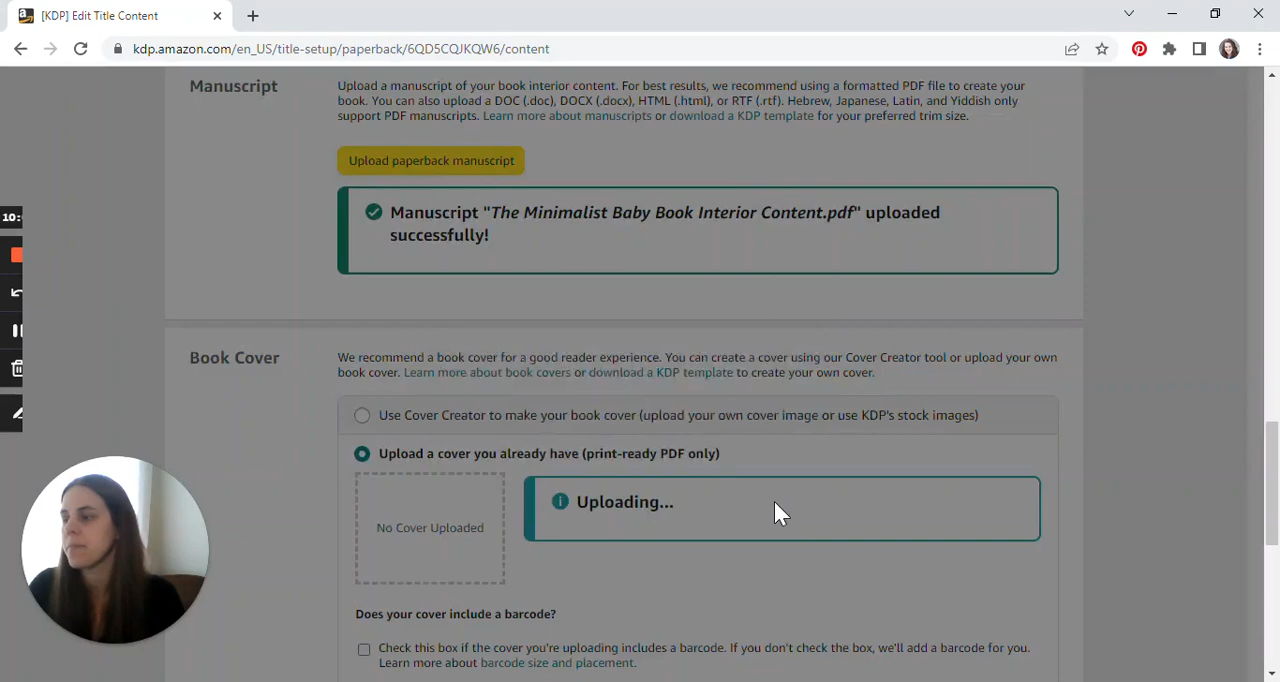 [KDP] Edit Title Content
kdp.amazon.com/en_US/title-setup/paperback/6QD5CQJKQW6/content
Manuscript
Upload a manuscript of your book interior content. For best results, we recommend using a formatted PDF file to create your
book. You can also upload a DOC (.doc), DOCX (.docx), HTML (.html), or RTF (.rtf). Hebrew, Japanese, Latin, and Yiddish only
support PDF manuscripts. Learn more about manuscripts or download a KDP template for your preferred trim size.
Upload paperback manuscript
Manuscript "The Minimalist Baby Book Interior Content.pdf" uploaded
successfully!
Book Cover
We recommend a book cover for a good reader experience. You can create a cover using our Cover Creator tool or upload your own
book cover. Learn more about book covers or download a KDP template to create your own cover.
Use Cover Creator to make your book cover (upload your own cover image or use KDP's stock images)
Upload a cover you already have (print-ready PDF only)
No Cover Uploaded
Uploading...
Does your cover include a barcode?
Check this box if the cover you're uploading includes a barcode. If you don't check the box, we'll add a barcode for you.
Learn more about barcode size and placement.